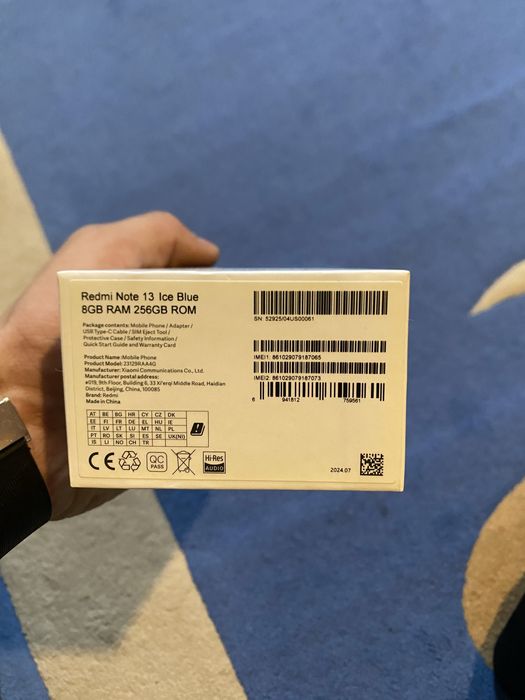 Redmi Note 13 Ice Blue
8GB RAM 256GB ROM
Package contents: Mobile Phone / Adapter /
USB Type-C Cable / SIM Eject Tool /
Protective Case / Safety Information /
Quick Start Guide and Warranty Card
Product Name: Mobile Phone
Product Model: 23129RAA4G
Manufacturer: Xiaomi Communications Co., Ltd.
Manufacturer postal address:
#019, 9th Floor, Building 6, 33 Xi'erqi Middle Road, Haidian
District, Beijing, China, 100085
Brand: Redmi
Made in China
AT BE BG HR CY CZ DK
EE FI FR DE EL HU IE
IT LV LT LU MT NL PL
PT RO SK SI ES SE UK(NI)
IS LI NO CH TR
CE
QC
PASS
Hi-Res
AUDIO
SN: 52925/04US00061
IMEI1: 861029079187065
IMEI2: 861029079187073
6 941812 759561
2024.07